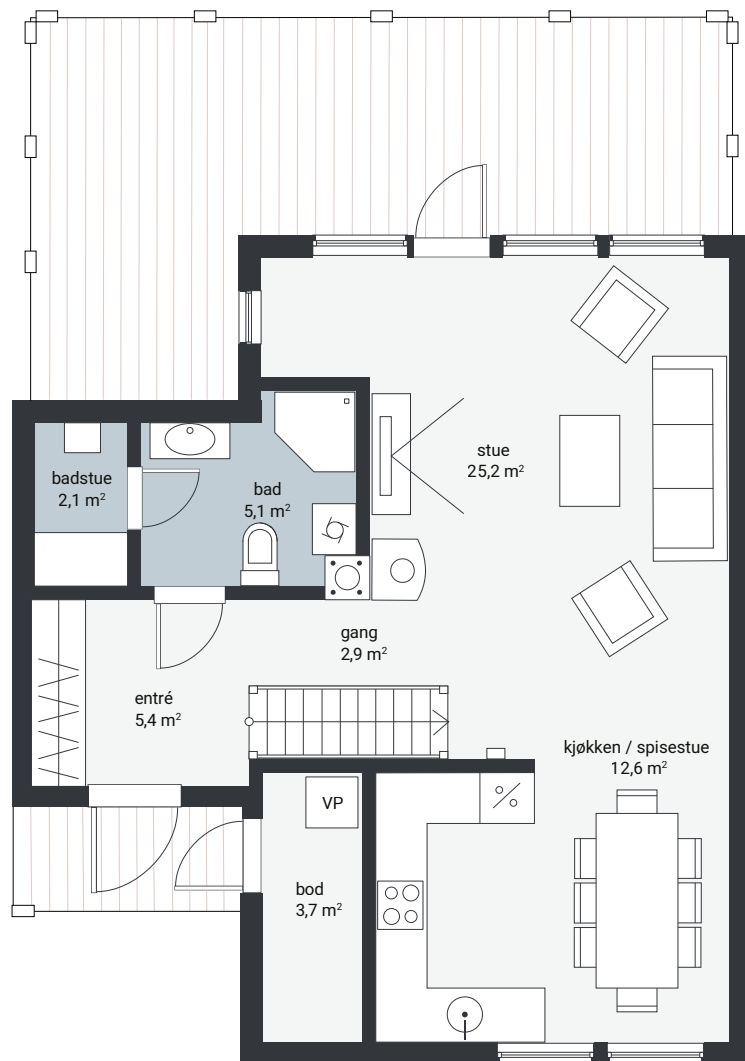 stue
25,2 m²
badstue
2,1 m²
bad
5,1 m²
gang
2,9 m²
entré
5,4 m²
kjøkken / spisestue
12,6 m²
VP
bod
3,7 m²